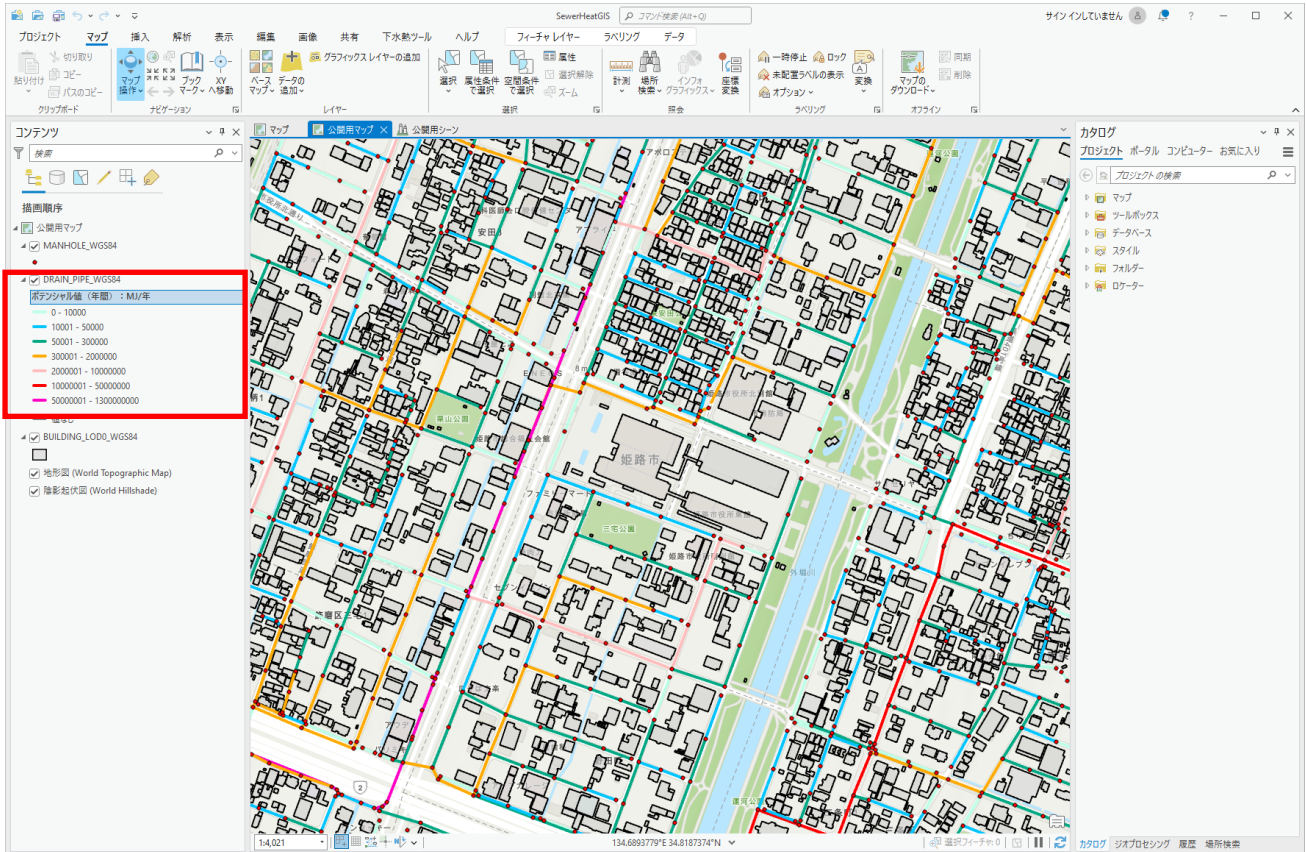 SewerHeatGIS
コマンド検索 (Alt+Q)
サイン インしていません
プロジェクト マップ 挿入 解析 表示 編集 画像 共有 下水熱ツール ヘルプ フィーチャ レイヤー ラベリング データ
貼り付け
切り取り
コピー
パスのコピー
クリップボード
マップ操作
ブックマーク
XY へ移動
ナビゲーション
ベースマップ
データの追加
グラフィックス レイヤーの追加
レイヤー
選択
属性条件で選択
空間条件で選択
属性
選択解除
ズーム
選択
計測
場所検索
インフォグラフィックス
座標変換
照会
一時停止
ロック
未配置ラベルの表示
オプション
変換
ラベリング
マップのダウンロード
同期
削除
オフライン
コンテンツ
検索
描画順序
公開用マップ
MANHOLE_WGS84
DRAIN_PIPE_WGS84
ポテンシャル値（年間）：MJ/年
0 - 10000
10001 - 50000
50001 - 300000
300001 - 2000000
2000001 - 10000000
10000001 - 50000000
50000001 - 1300000000
値なし
BUILDING_LOD0_WGS84
地形図 (World Topographic Map)
陰影起伏図 (World Hillshade)
マップ
公開用マップ
公開用シーン
安田3
ENEOS
8 m
栗山公園
姫路市
三宅公園
外堀川
2
1:4,021
134.6893779°E 34.8187374°N
選択フィーチャ: 0
カタログ
プロジェクト ポータル コンピューター お気に入り
プロジェクトの検索
マップ
ツールボックス
データベース
スタイル
フォルダー
ロケーター
カタログ ジオプロセシング 履歴 場所検索